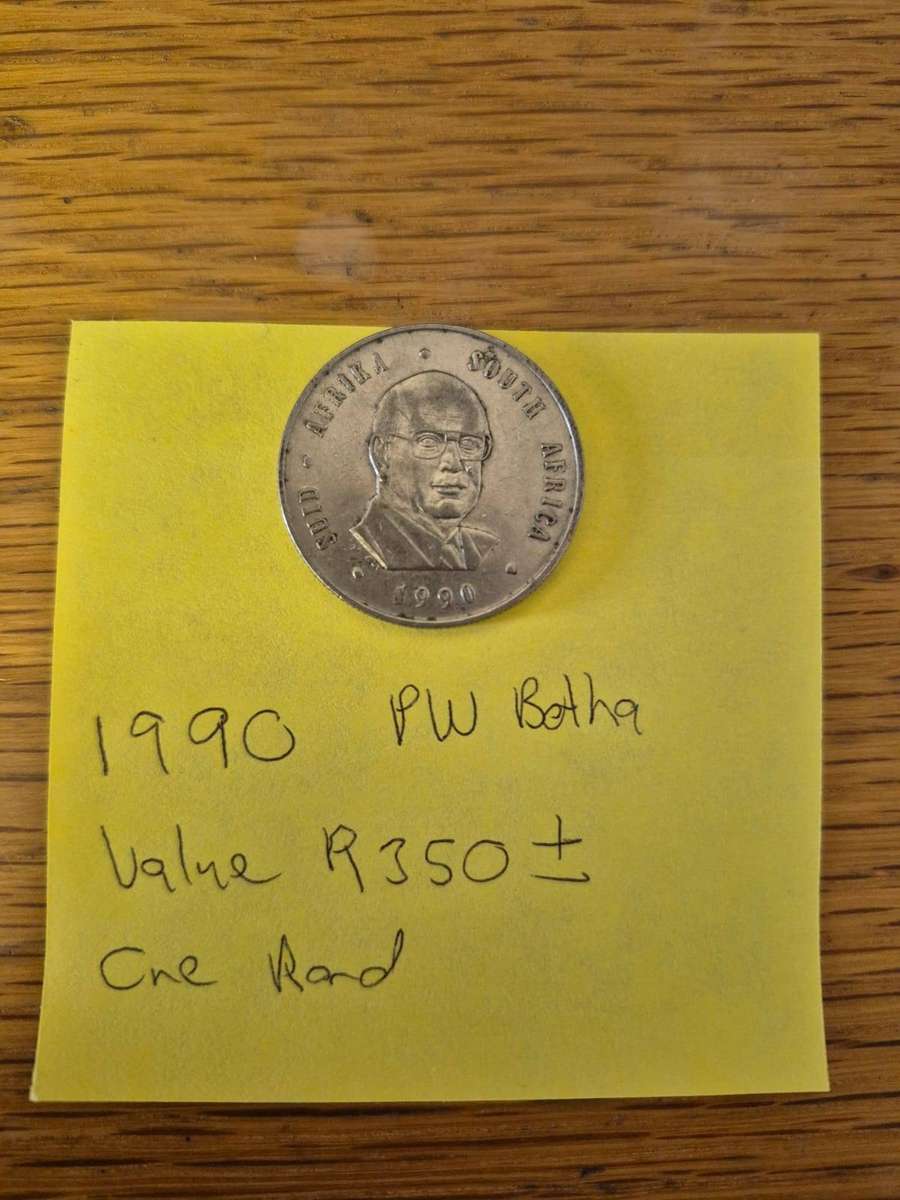 SUID - AFRIKA • SOUTH AFRICA •
1990
1990 PW Botha
Value R350 ±
One Rand